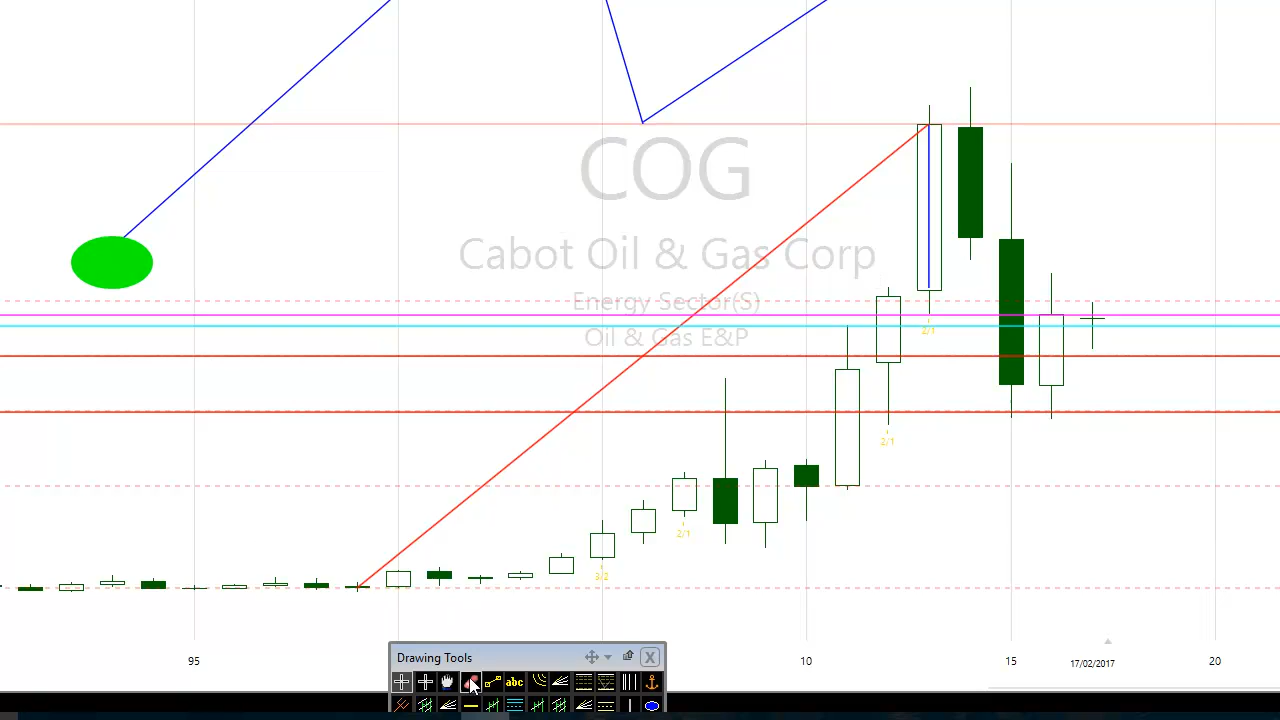 COG
Cabot Oil & Gas Corp
Energy Sector(S)
Oil & Gas E&P
2/1
2/1
2/1
3/2
95
10
15
17/02/2017
20
Drawing Tools
abc